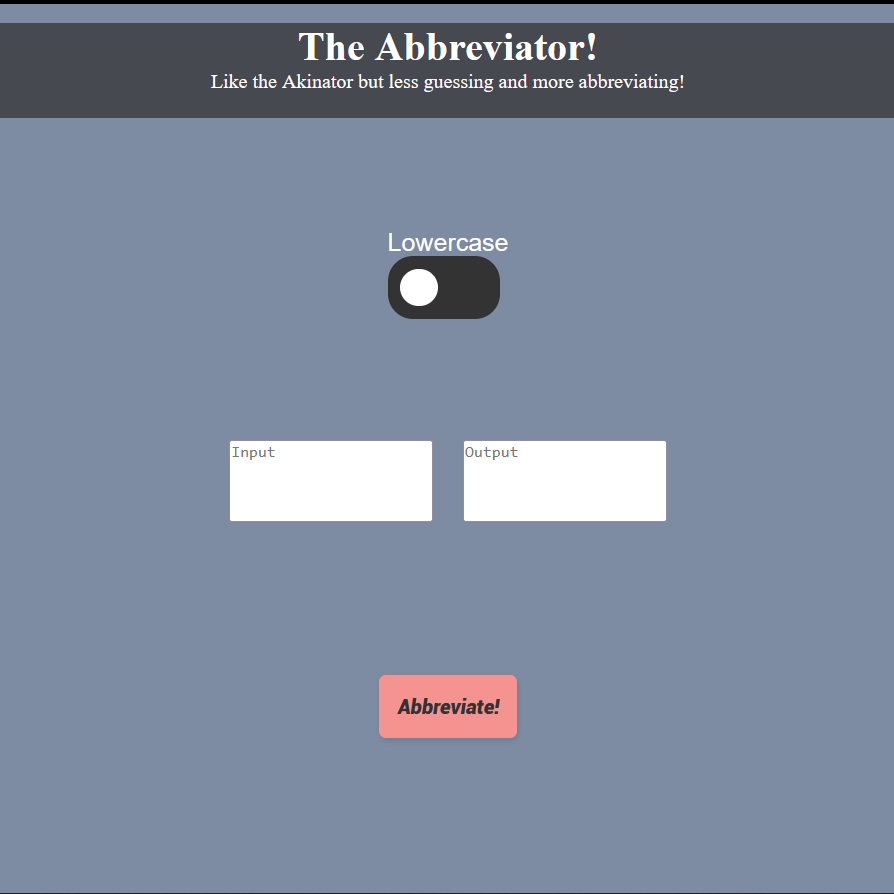 The Abbreviator!
Like the Akinator but less guessing and more abbreviating!
Lowercase
Input
Output
Abbreviate!